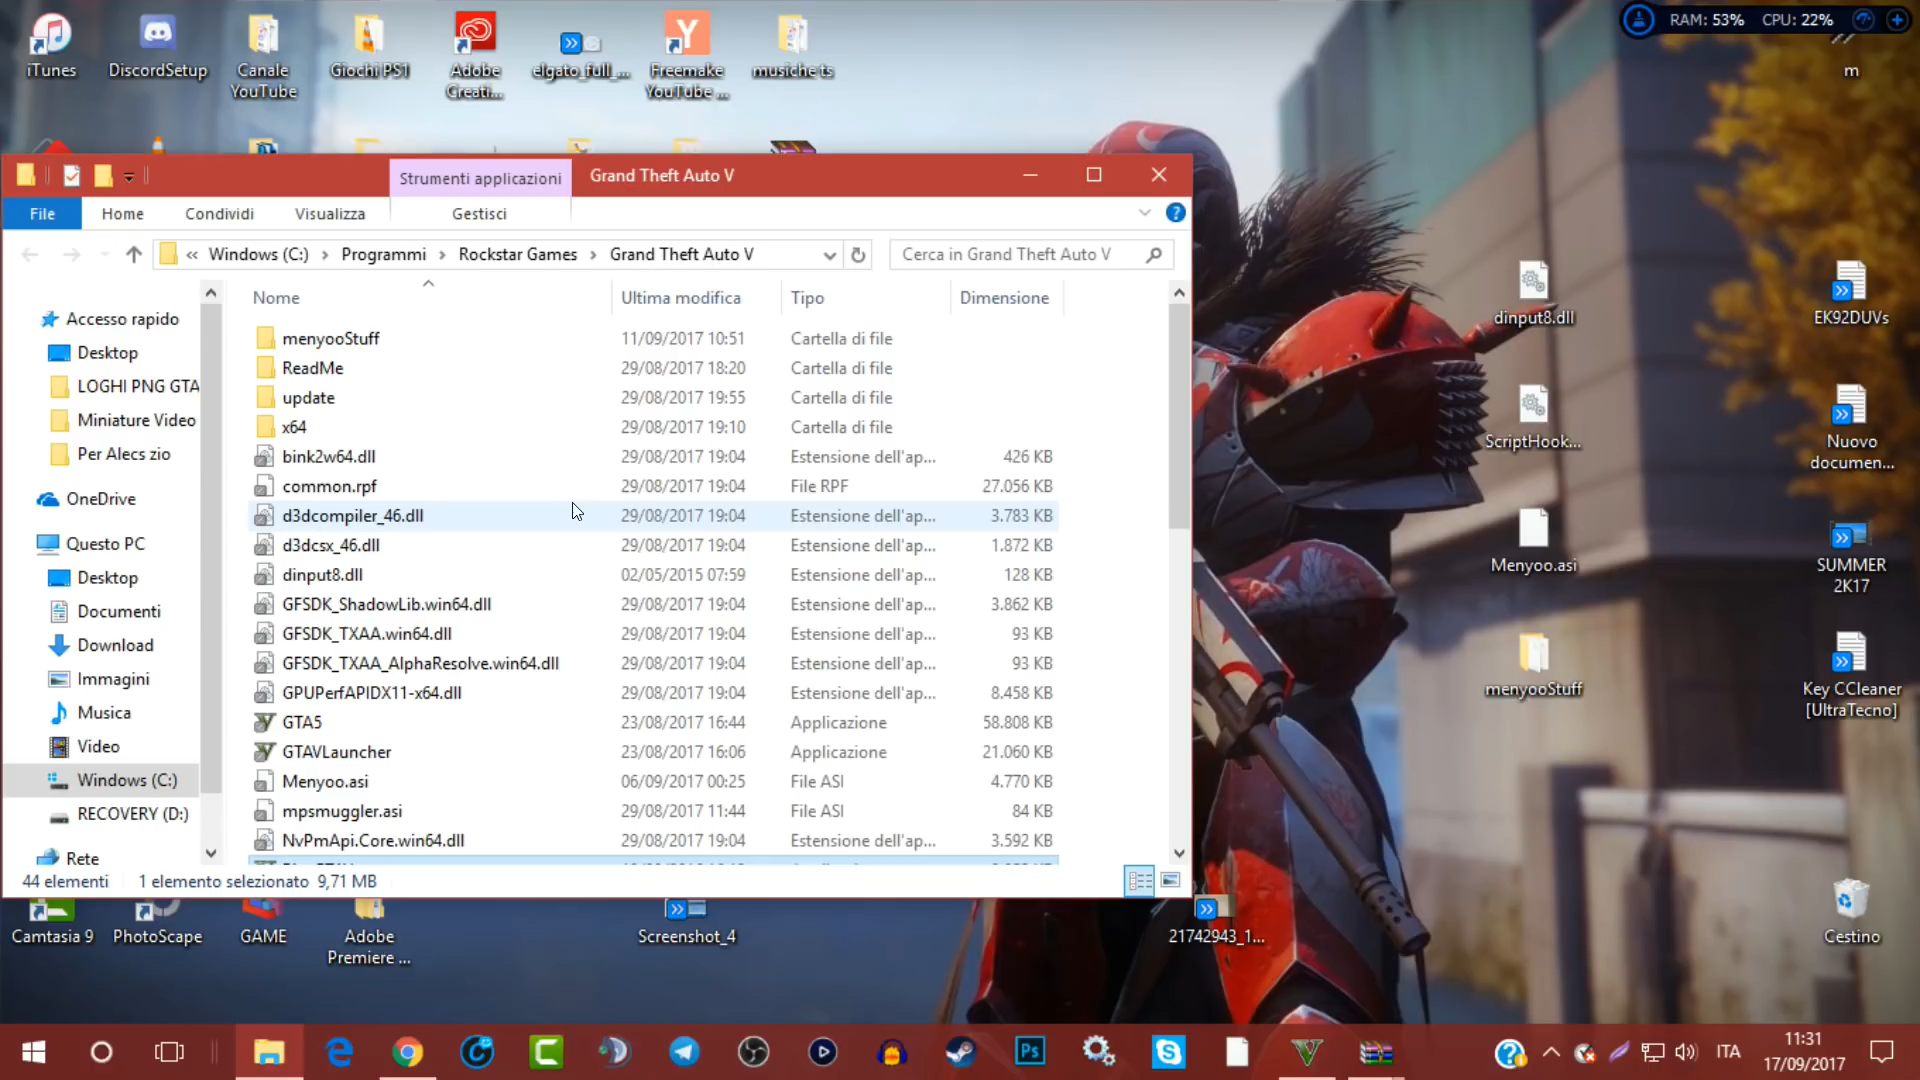 RAM: 53% CPU: 22%
iTunes
DiscordSetup
Canale
YouTube
Giochi PS1
Adobe
Creati...
elgato_full_...
Freemake
YouTube ...
musiche ts
m
Strumenti applicazioni
Grand Theft Auto V
File
Home
Condividi
Visualizza
Gestisci
« Windows (C:) › Programmi › Rockstar Games › Grand Theft Auto V
Cerca in Grand Theft Auto V
Accesso rapido
Desktop
LOGHI PNG GTA
Miniature Video
Per Alecs zio
OneDrive
Questo PC
Desktop
Documenti
Download
Immagini
Musica
Video
Windows (C:)
RECOVERY (D:)
Rete
Nome Ultima modifica Tipo Dimensione
menyooStuff 11/09/2017 10:51 Cartella di file
ReadMe 29/08/2017 18:20 Cartella di file
update 29/08/2017 19:55 Cartella di file
x64 29/08/2017 19:10 Cartella di file
bink2w64.dll 29/08/2017 19:04 Estensione dell'ap... 426 KB
common.rpf 29/08/2017 19:04 File RPF 27.056 KB
d3dcompiler_46.dll 29/08/2017 19:04 Estensione dell'ap... 3.783 KB
d3dcsx_46.dll 29/08/2017 19:04 Estensione dell'ap... 1.872 KB
dinput8.dll 02/05/2015 07:59 Estensione dell'ap... 128 KB
GFSDK_ShadowLib.win64.dll 29/08/2017 19:04 Estensione dell'ap... 3.862 KB
GFSDK_TXAA.win64.dll 29/08/2017 19:04 Estensione dell'ap... 93 KB
GFSDK_TXAA_AlphaResolve.win64.dll 29/08/2017 19:04 Estensione dell'ap... 93 KB
GPUPerfAPIDX11-x64.dll 29/08/2017 19:04 Estensione dell'ap... 8.458 KB
GTA5 23/08/2017 16:44 Applicazione 58.808 KB
GTAVLauncher 23/08/2017 16:06 Applicazione 21.060 KB
Menyoo.asi 06/09/2017 00:25 File ASI 4.770 KB
mpsmuggler.asi 29/08/2017 11:44 File ASI 84 KB
NvPmApi.Core.win64.dll 29/08/2017 19:04 Estensione dell'ap... 3.592 KB
44 elementi 1 elemento selezionato 9,71 MB
dinput8.dll
ScriptHook...
Menyoo.asi
menyooStuff
EK92DUVs
Nuovo
documen...
SUMMER
2K17
Key CCleaner
[UltraTecno]
Cestino
Camtasia 9
PhotoScape
GAME
Adobe
Premiere ...
Screenshot_4
21742943_1...
Ps
ITA
11:31
17/09/2017